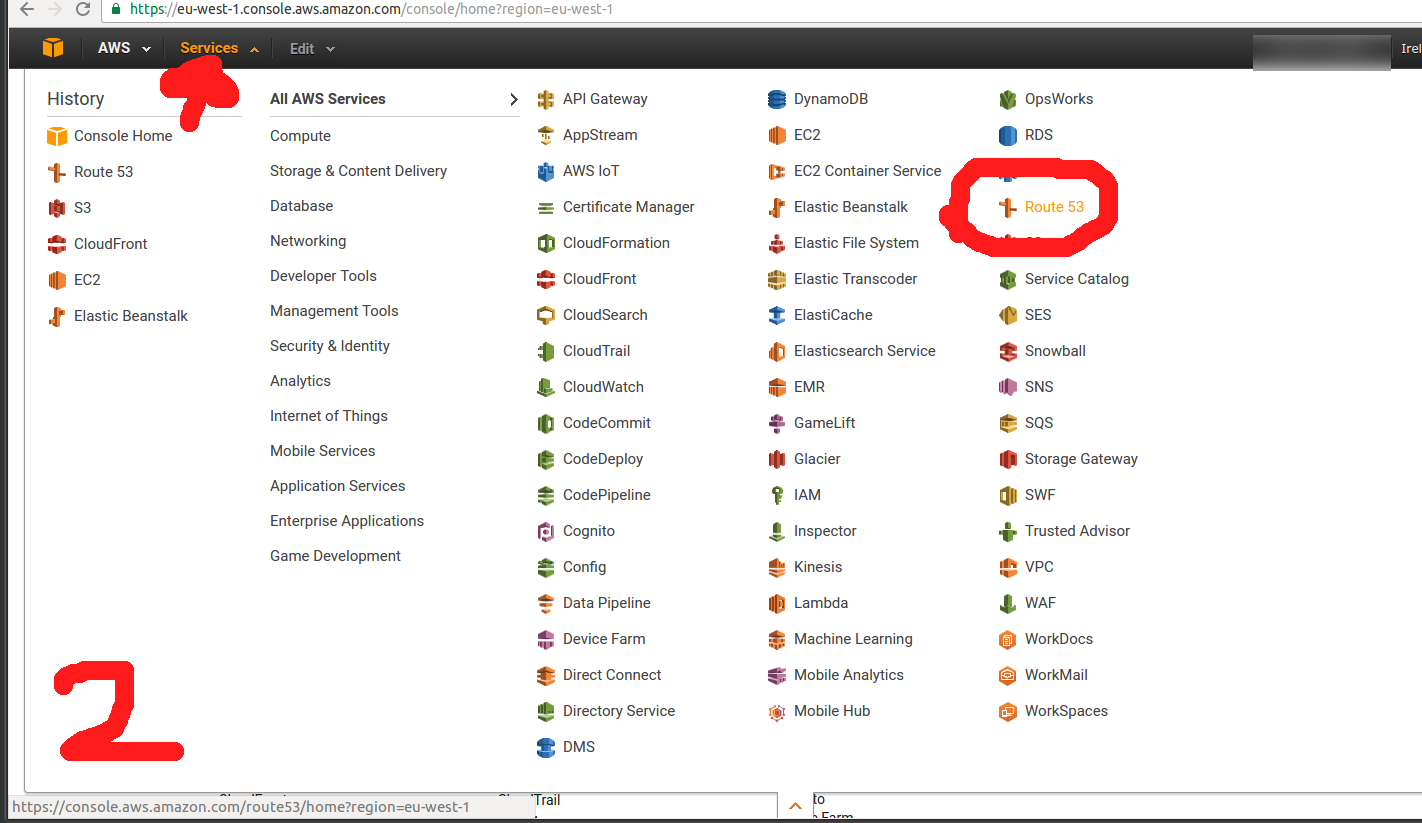 https://eu-west-1.console.aws.amazon.com/console/home?region=eu-west-1
AWS Services Edit
History
Console Home
Route 53
S3
CloudFront
EC2
Elastic Beanstalk
All AWS Services
Compute
Storage & Content Delivery
Database
Networking
Developer Tools
Management Tools
Security & Identity
Analytics
Internet of Things
Mobile Services
Application Services
Enterprise Applications
Game Development
API Gateway
AppStream
AWS IoT
Certificate Manager
CloudFormation
CloudFront
CloudSearch
CloudTrail
CloudWatch
CodeCommit
CodeDeploy
CodePipeline
Cognito
Config
Data Pipeline
Device Farm
Direct Connect
Directory Service
DMS
DynamoDB
EC2
EC2 Container Service
Elastic Beanstalk
Elastic File System
Elastic Transcoder
ElastiCache
Elasticsearch Service
EMR
GameLift
Glacier
IAM
Inspector
Kinesis
Lambda
Machine Learning
Mobile Analytics
Mobile Hub
OpsWorks
RDS
Route 53
Service Catalog
SES
Snowball
SNS
SQS
Storage Gateway
SWF
Trusted Advisor
VPC
WAF
WorkDocs
WorkMail
WorkSpaces
2
https://console.aws.amazon.com/route53/home?region=eu-west-1